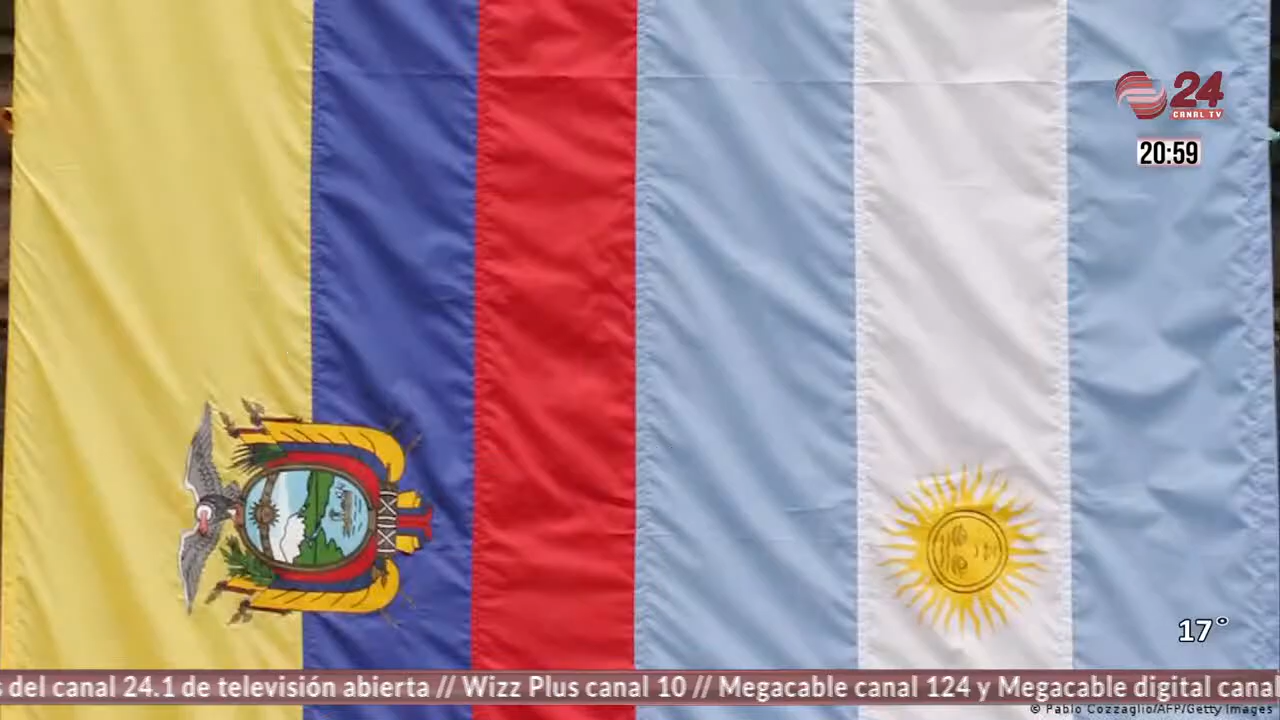 24
CANAL TV
20:59
17°
s del canal 24.1 de televisión abierta // Wizz Plus canal 10 // Megacable canal 124 y Megacable digital canal
© Pablo Cozzaglio/AFP/Getty Images